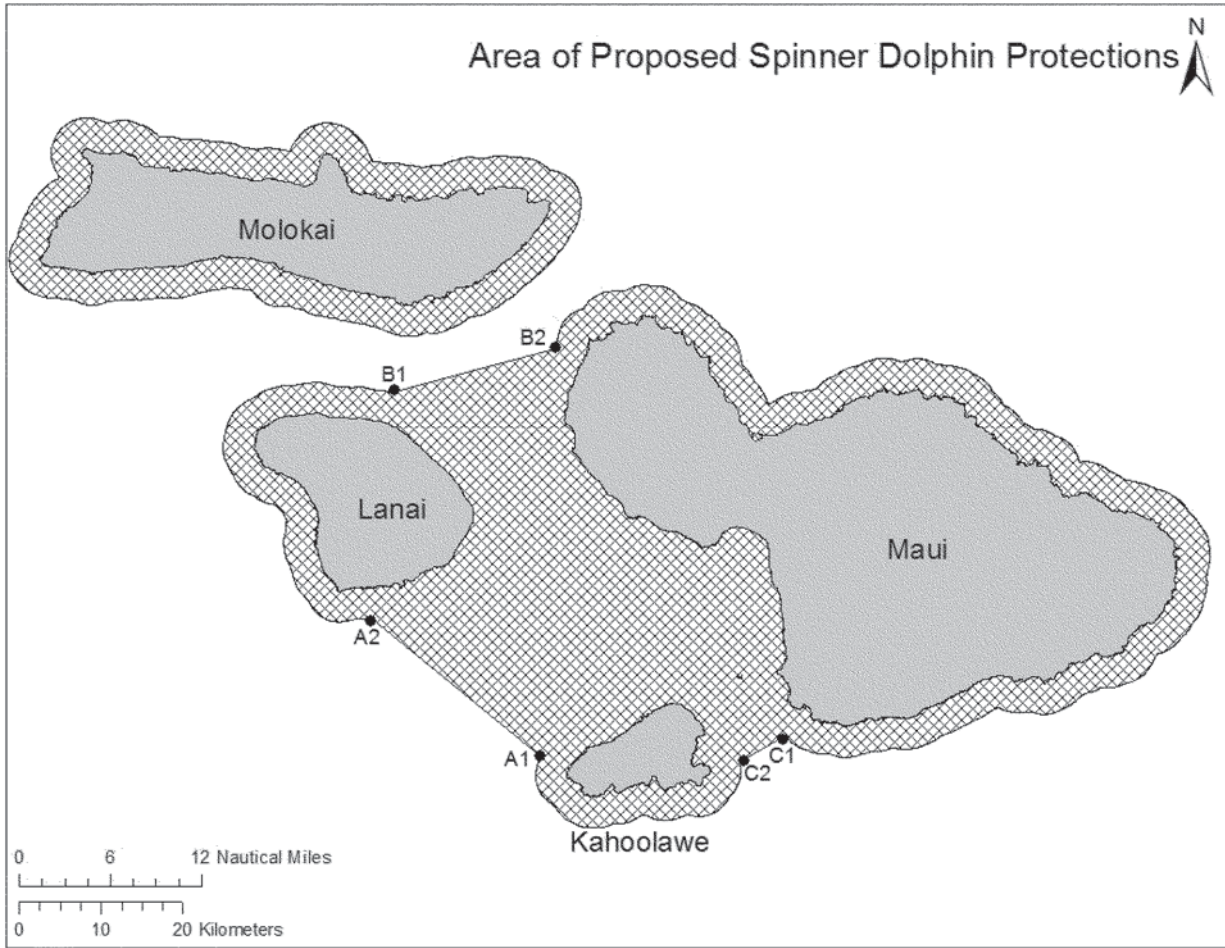 N
Area of Proposed Spinner Dolphin Protections
Molokai
B2
B1
Lanai
Maui
A2
A1
C1
C2
Kahoolawe
0 6 12 Nautical Miles
0 10 20 Kilometers